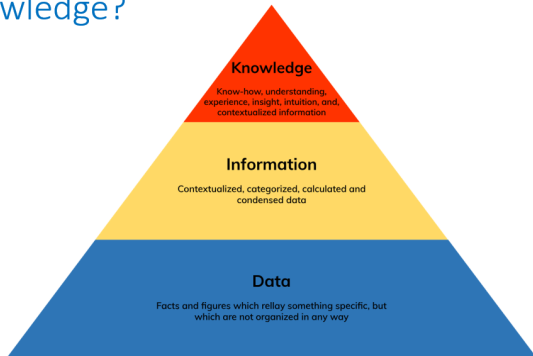 wledge?
Knowledge
Know-how, understanding,
experience, insight, intuition, and,
contextualized information
Information
Contextualized, categorized, calculated and
condensed data
Data
Facts and figures which rellay something specific, but
which are not organized in any way